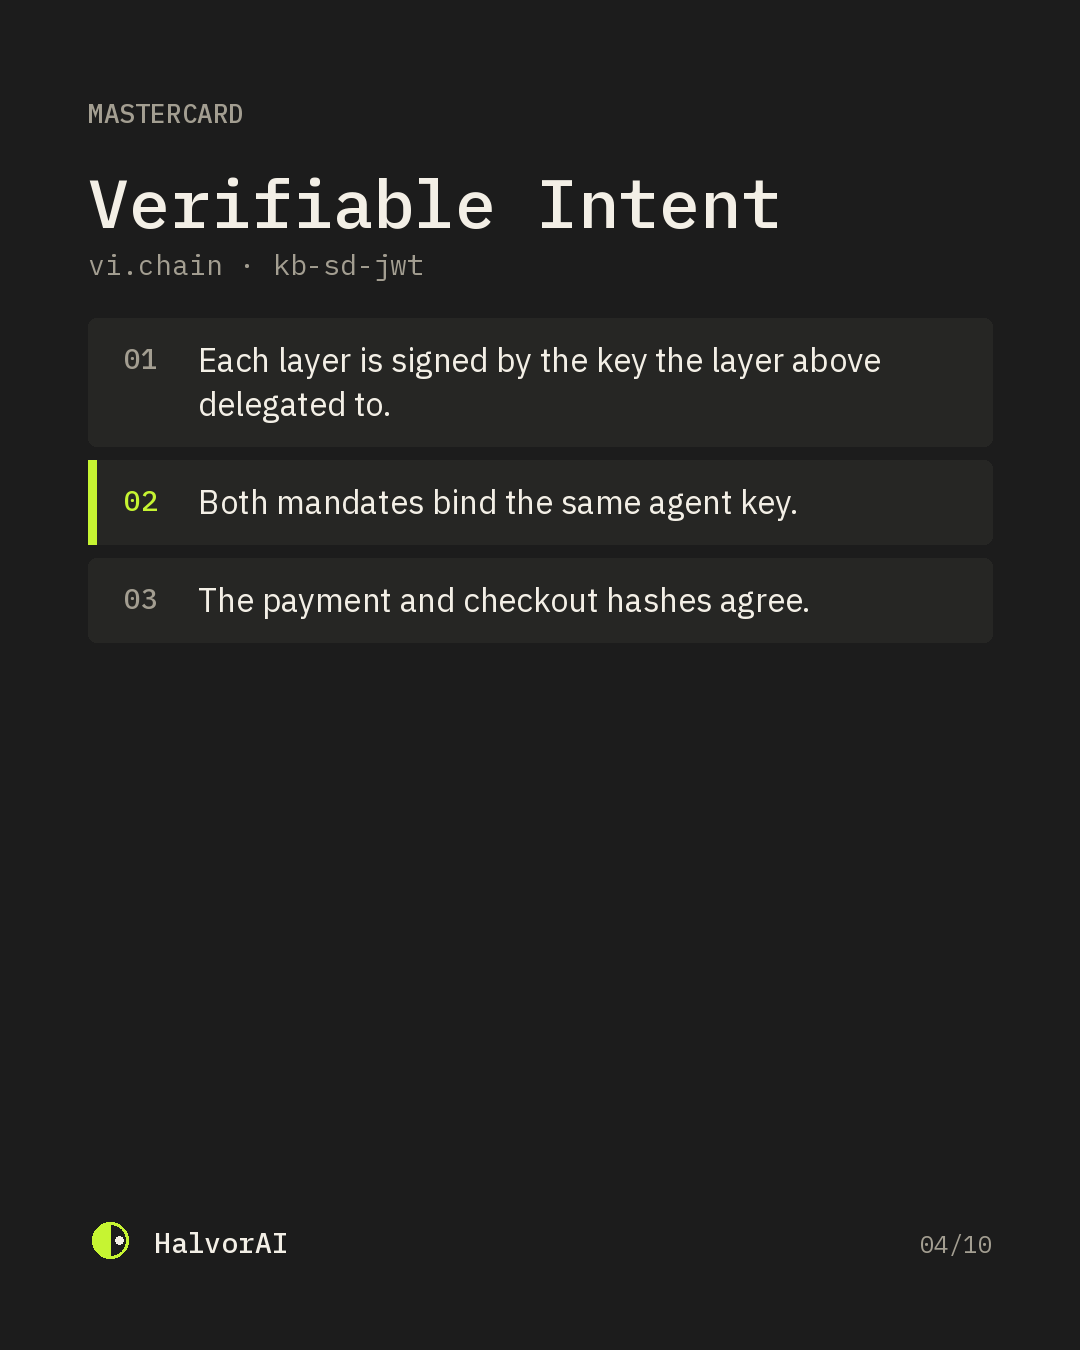 MASTERCARD
Verifiable Intent
vi.chain · kb-sd-jwt
01 Each layer is signed by the key the layer above
delegated to.
02 Both mandates bind the same agent key.
03 The payment and checkout hashes agree.
HalvorAI
04/10